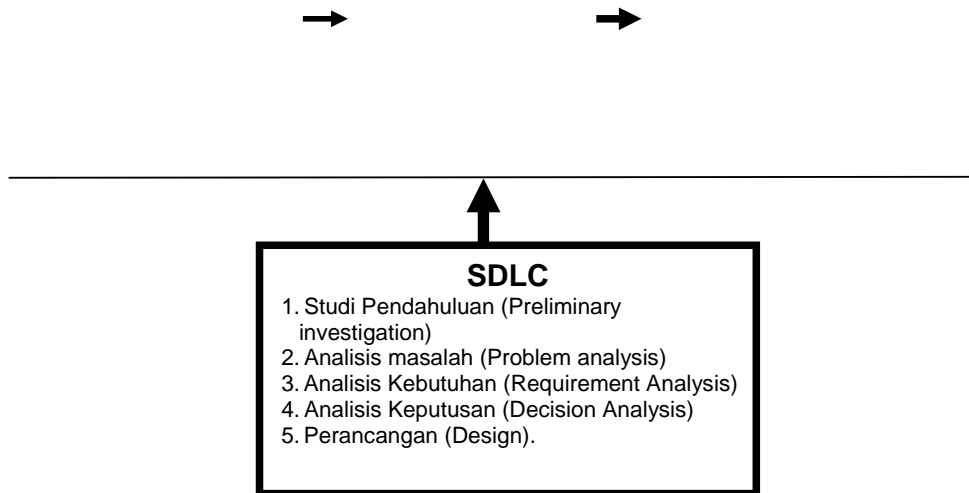 SDLC
1. Studi Pendahuluan (Preliminary
investigation)
2. Analisis masalah (Problem analysis)
3. Analisis Kebutuhan (Requirement Analysis)
4. Analisis Keputusan (Decision Analysis)
5. Perancangan (Design).